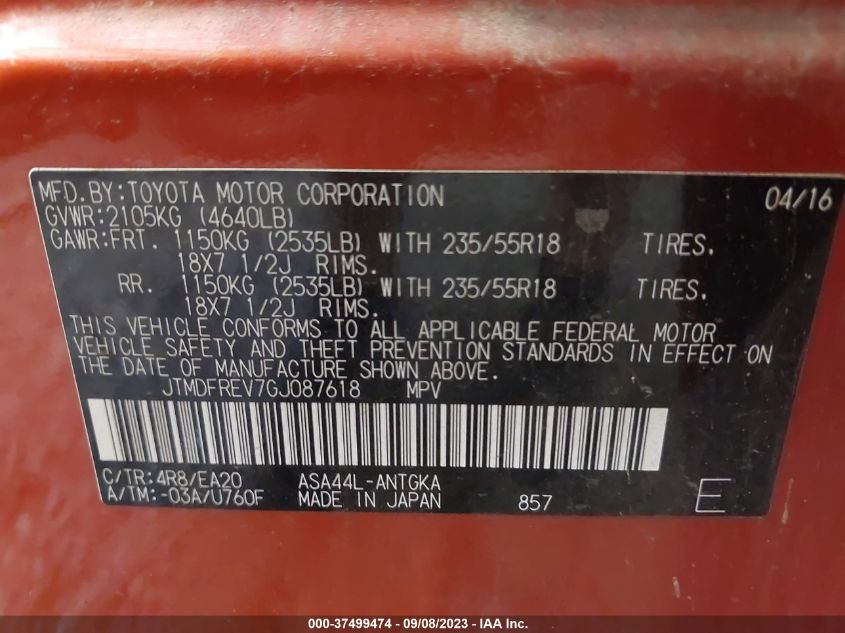 MFD.BY:TOYOTA MOTOR CORPORATION 04/16
GVWR:2105KG (4640LB)
GAWR:FRT. 1150KG (2535LB) WITH 235/55R18 TIRES.
18X7 1/2J RIMS.
RR. 1150KG (2535LB) WITH 235/55R18 TIRES.
18X7 1/2J RIMS.
THIS VEHICLE CONFORMS TO ALL APPLICABLE FEDERAL MOTOR
VEHICLE SAFETY AND THEFT PREVENTION STANDARDS IN EFFECT ON
THE DATE OF MANUFACTURE SHOWN ABOVE.
JTMDFREV7GJ087618 MPV
C/TR:4R8/EA20 ASA44L-ANTGKA
A/TM:-03A/U760F MADE IN JAPAN 857 E
000-37499474 - 09/08/2023 - IAA Inc.